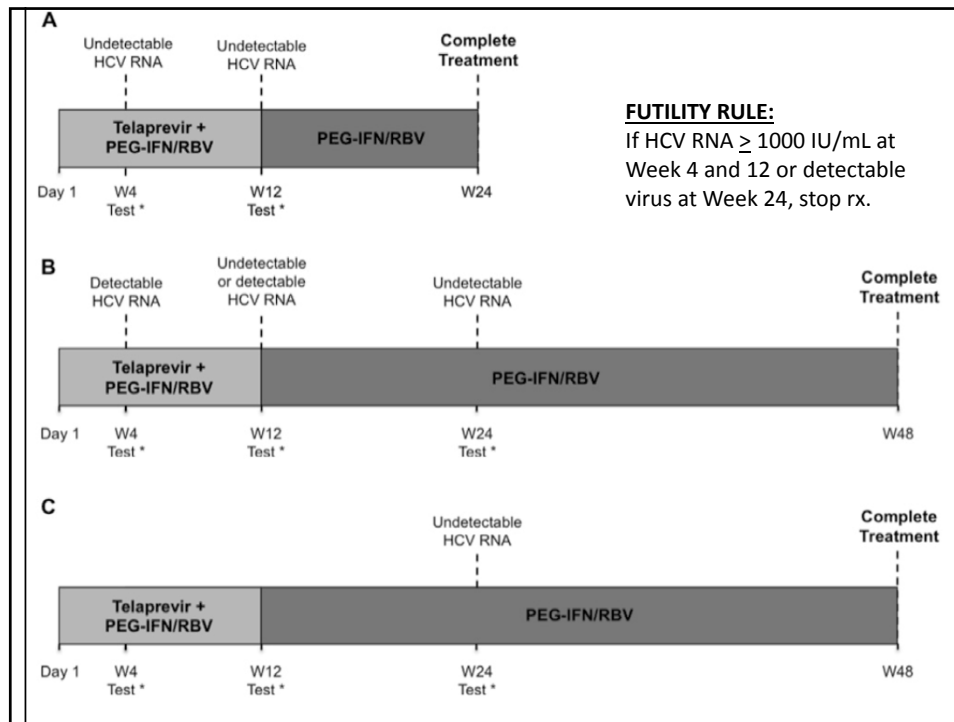 A
Undetectable
HCV RNA
Undetectable
HCV RNA
Complete
Treatment
Telaprevir +
PEG-IFN/RBV
PEG-IFN/RBV
Day 1
W4
Test *
W12
Test *
W24
FUTILITY RULE:
If HCV RNA ≥ 1000 IU/mL at
Week 4 and 12 or detectable
virus at Week 24, stop rx.
B
Detectable
HCV RNA
Undetectable
or detectable
HCV RNA
Undetectable
HCV RNA
Complete
Treatment
Telaprevir +
PEG-IFN/RBV
PEG-IFN/RBV
Day 1
W4
Test *
W12
Test *
W24
Test *
W48
C
Undetectable
HCV RNA
Complete
Treatment
Telaprevir +
PEG-IFN/RBV
PEG-IFN/RBV
Day 1
W4
Test *
W12
Test *
W24
Test *
W48